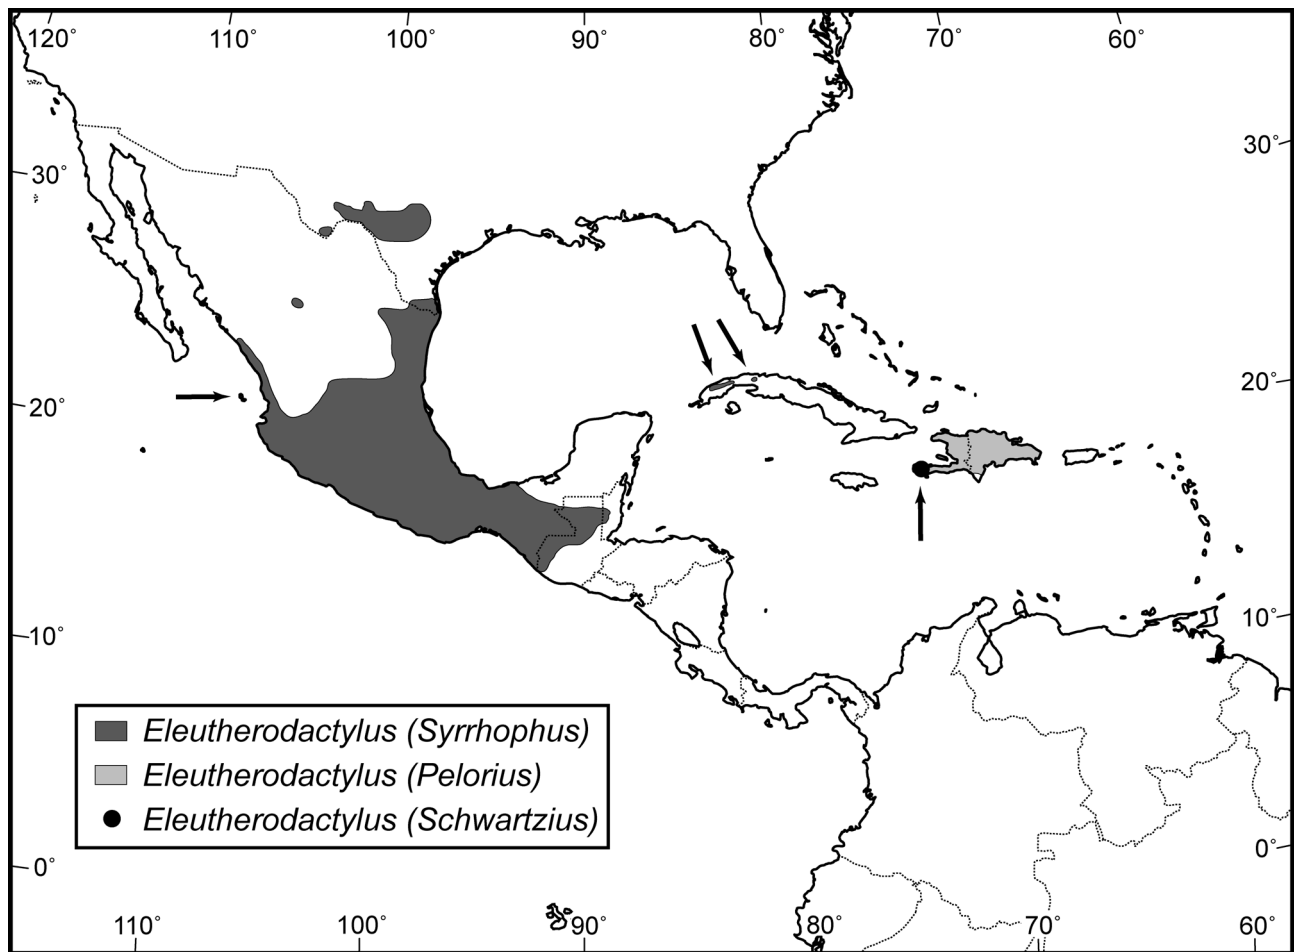 120° 110° 100° 90° 80° 70° 60°
30° 30°
20° 20°
10° 10°
Eleutherodactylus (Syrrhophus)
Eleutherodactylus (Pelorius)
Eleutherodactylus (Schwartzius)
0° 0°
110° 100° 90° 80° 70° 60°